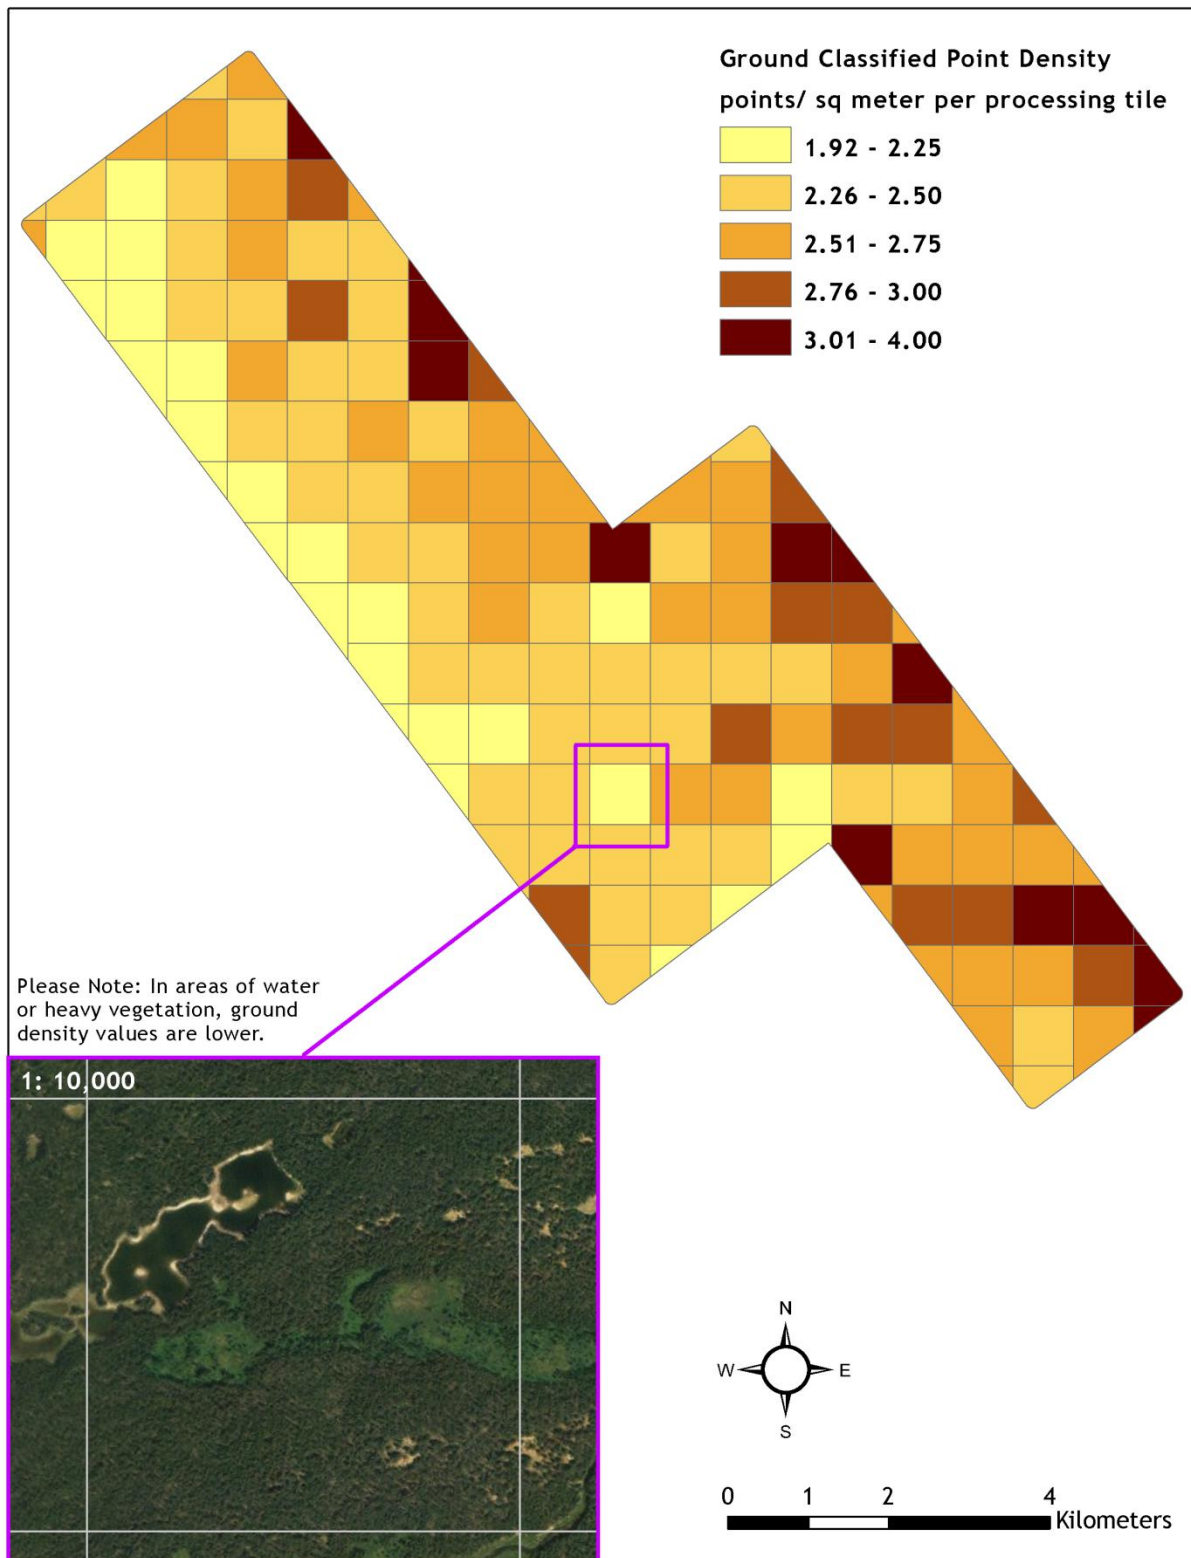 Ground Classified Point Density
points/ sq meter per processing tile
1.92 - 2.25
2.26 - 2.50
2.51 - 2.75
2.76 - 3.00
3.01 - 4.00
Please Note: In areas of water
or heavy vegetation, ground
density values are lower.
1: 10,000
N
W E
S
0 1 2 4
Kilometers